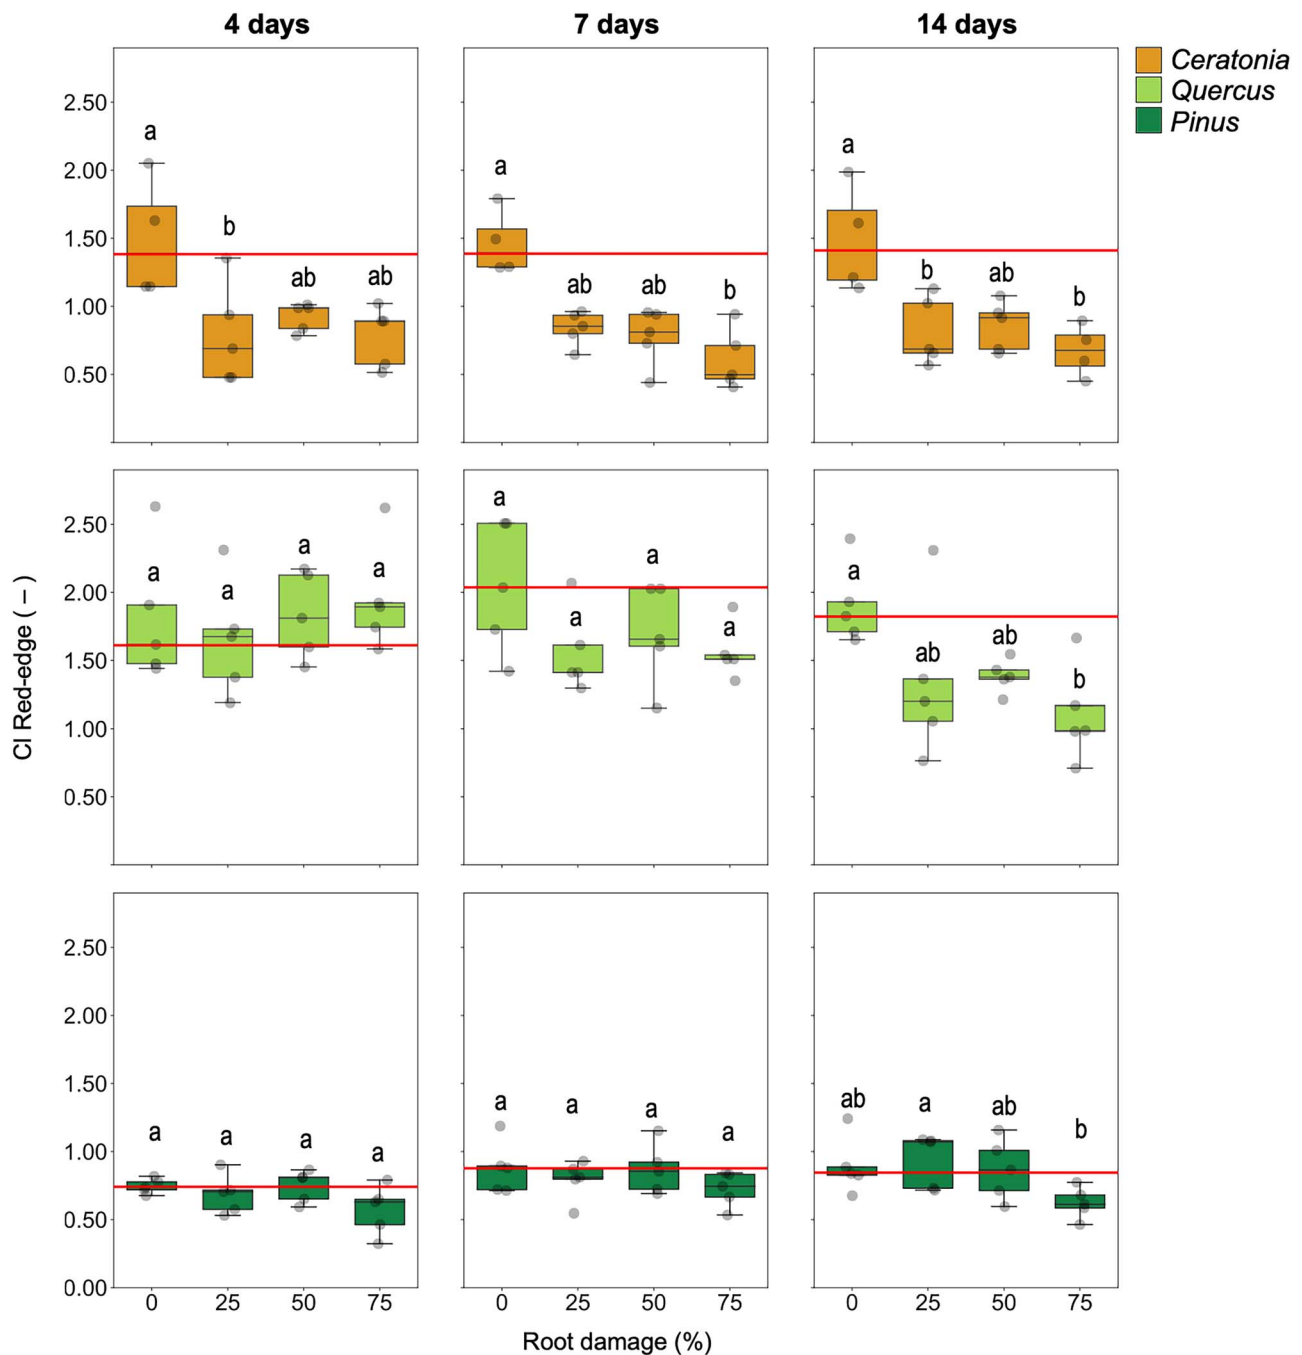 4 days 7 days 14 days
Ceratonia
Quercus
Pinus
2.50
2.00
1.50
1.00
0.50
a b ab ab
a ab ab b
a b ab b
CI Red-edge (–)
2.50
2.00
1.50
1.00
0.50
a a a a
a a a a
a ab ab b
2.50
2.00
1.50
1.00
0.50
0.00
a a a a
a a a a
ab a ab b
0 25 50 75 0 25 50 75 0 25 50 75
Root damage (%)